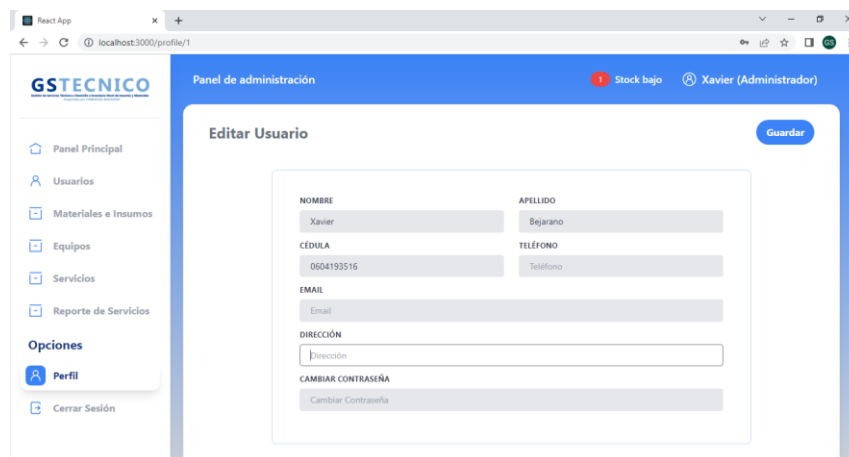 React App
localhost:3000/profile/1
GS
GSTECNICO
Panel de administración
1 Stock bajo
Xavier (Administrador)
Panel Principal
Usuarios
Materiales e Insumos
Equipos
Servicios
Reporte de Servicios
Opciones
Perfil
Cerrar Sesión
Editar Usuario
Guardar
NOMBRE
APELLIDO
Xavier
Bejarano
CÉDULA
TELÉFONO
0604193516
Teléfono
EMAIL
Email
DIRECCIÓN
Dirección
CAMBIAR CONTRASEÑA
Cambiar Contraseña